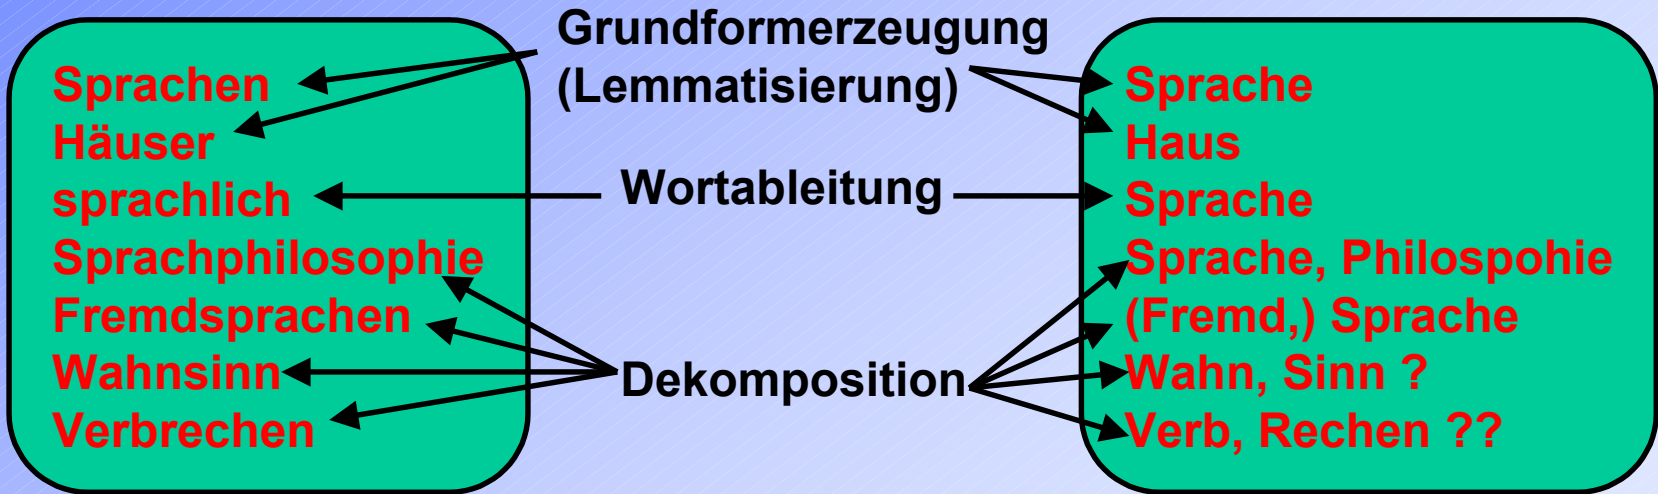 Grundformerzeugung
(Lemmatisierung)
Sprachen
Häuser
sprachlich
Sprachphilosophie
Fremdsprachen
Wahnsinn
Verbrechen
Wortableitung
Dekomposition
Sprache
Haus
Sprache
Sprache, Philospohie
(Fremd,) Sprache
Wahn, Sinn ?
Verb, Rechen ??